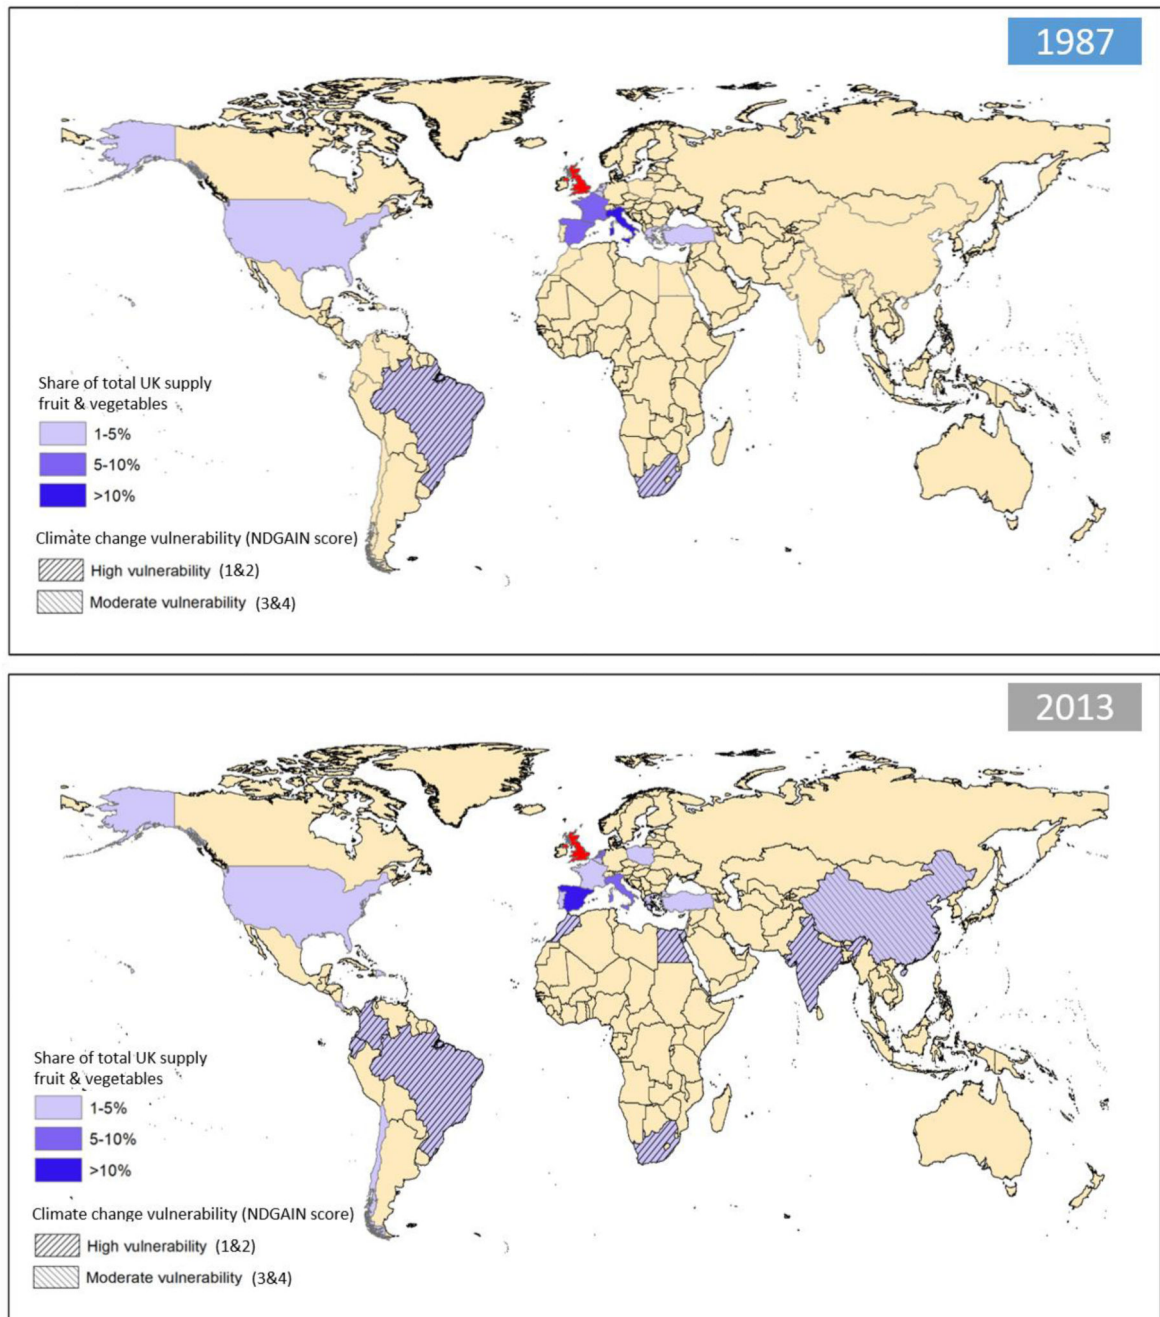 1987
Share of total UK supply
fruit & vegetables
1-5%
5-10%
>10%
Climate change vulnerability (NDGAIN score)
High vulnerability (1&2)
Moderate vulnerability (3&4)
2013
Share of total UK supply
fruit & vegetables
1-5%
5-10%
>10%
Climate change vulnerability (NDGAIN score)
High vulnerability (1&2)
Moderate vulnerability (3&4)